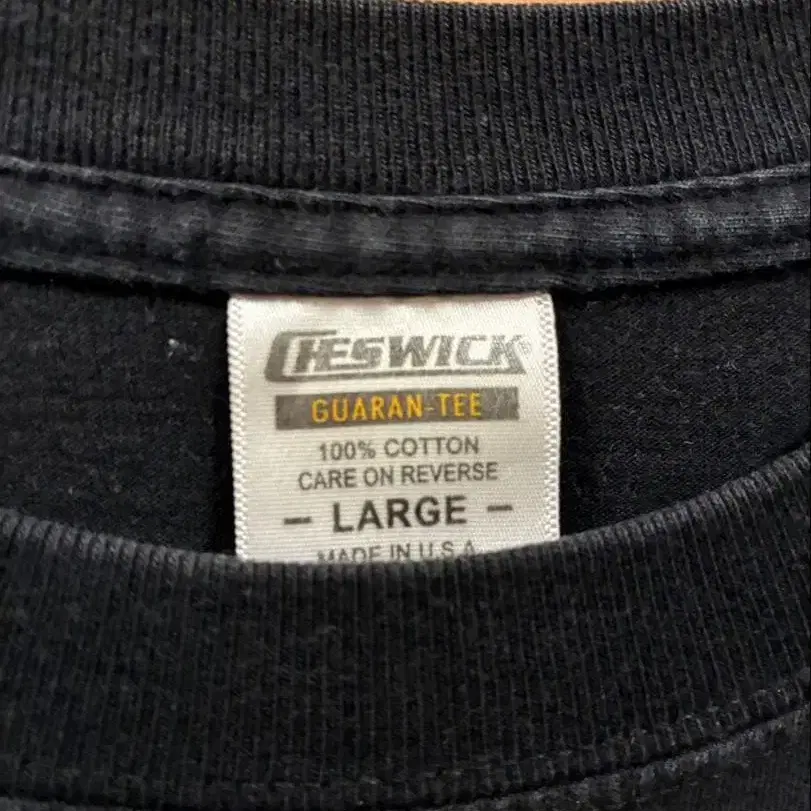 CHESWICK®
GUARAN-TEE
100% COTTON
CARE ON REVERSE
- LARGE -
MADE IN U.S.A.